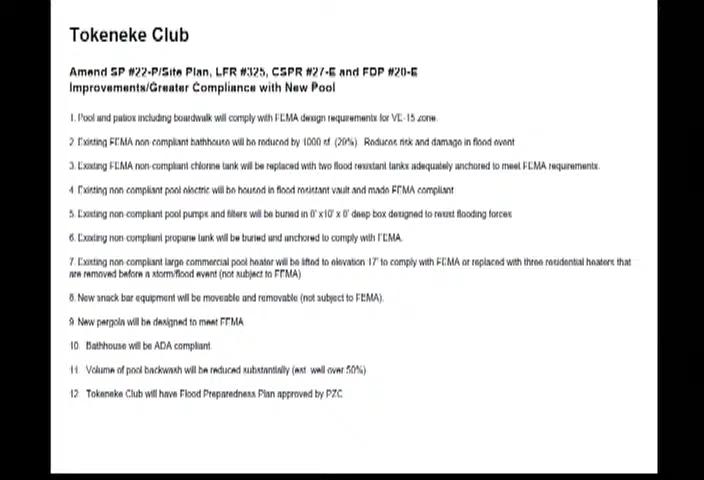 Tokeneke Club
Amend SP #22-P/Site Plan, LFR #325, CSPR #27-E and FDP #20-E
Improvements/Greater Compliance with New Pool
1. Pool and patios including boardwalk will comply with FEMA design requirements for VE-15 zone.
2. Existing FEMA non-compliant bathhouse will be reduced by 1000 sf. (20%). Reduces risk and damage in flood event
3. Existing FEMA non-compliant chlorine tank will be replaced with two flood resistant tanks adequately anchored to meet FEMA requirements.
4. Existing non compliant pool electric will be housed in flood resistant vault and made FEMA compliant
5. Existing non-compliant pool pumps and filters will be buried in x10' x deep box designed to resist flooding forces
6. Existing non-compliant propane tank will be buried and anchored to comply with FEMA.
7. Existing non-compliant large commercial pool heater will be lifted to elevation 17' to comply with FEMA or replaced with three residential heaters that
are removed before a storm/flood event (not subject to FEMA)
8. New snack bar equipment will be moveable and removable (not subject to FEMA).
9. New pergola will be designed to meet FEMA
10. Bathhouse will be ADA compliant
11. Volume of pool backwash will be reduced substantially (est. well over 50%)
12. Tokeneke Club will have Flood Preparedness Plan approved by PZC